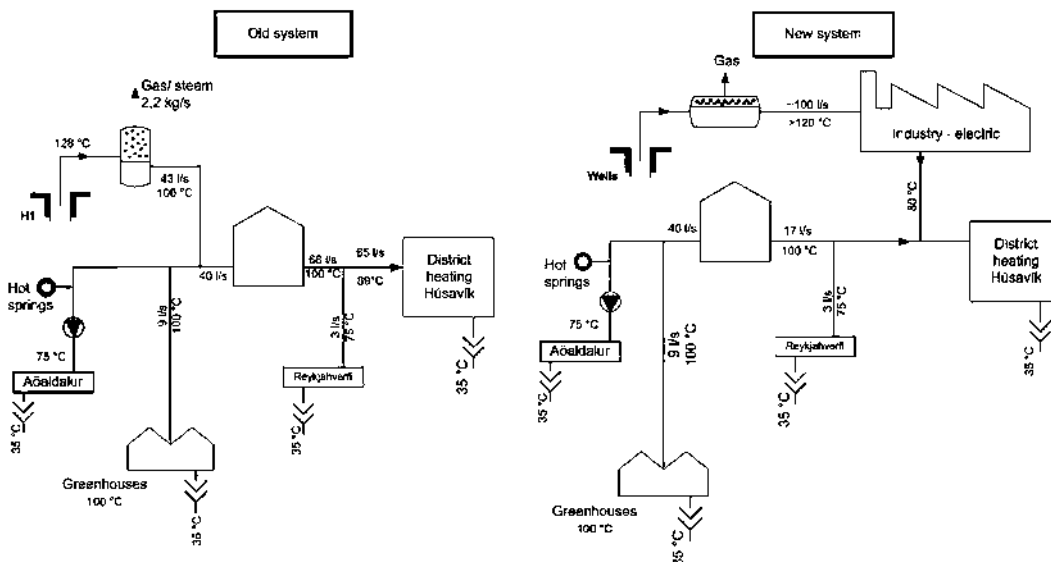 Old system
Gas/ steam
2,2 kg/s
128 °C
43 l/s
106 °C
H1
Hot
springs
40 l/s
68 l/s
100 °C
65 l/s
89°C
District
heating
Húsavík
9 l/s
100 °C
3 l/s
75 °C
75 °C
Aðaldalur
Reykjahverfi
35 °C
35 °C
35 °C
Greenhouses
100 °C
35 °C
New system
Gas
~100 l/s
>120 °C
Industry - electric
Wells
80 °C
40 l/s
17 l/s
100 °C
Hot
springs
District
heating
Húsavík
75 °C
9 l/s
100 °C
3 l/s
75 °C
Aðaldalur
Reykjahverfi
35 °C
35 °C
35 °C
Greenhouses
100 °C
35 °C